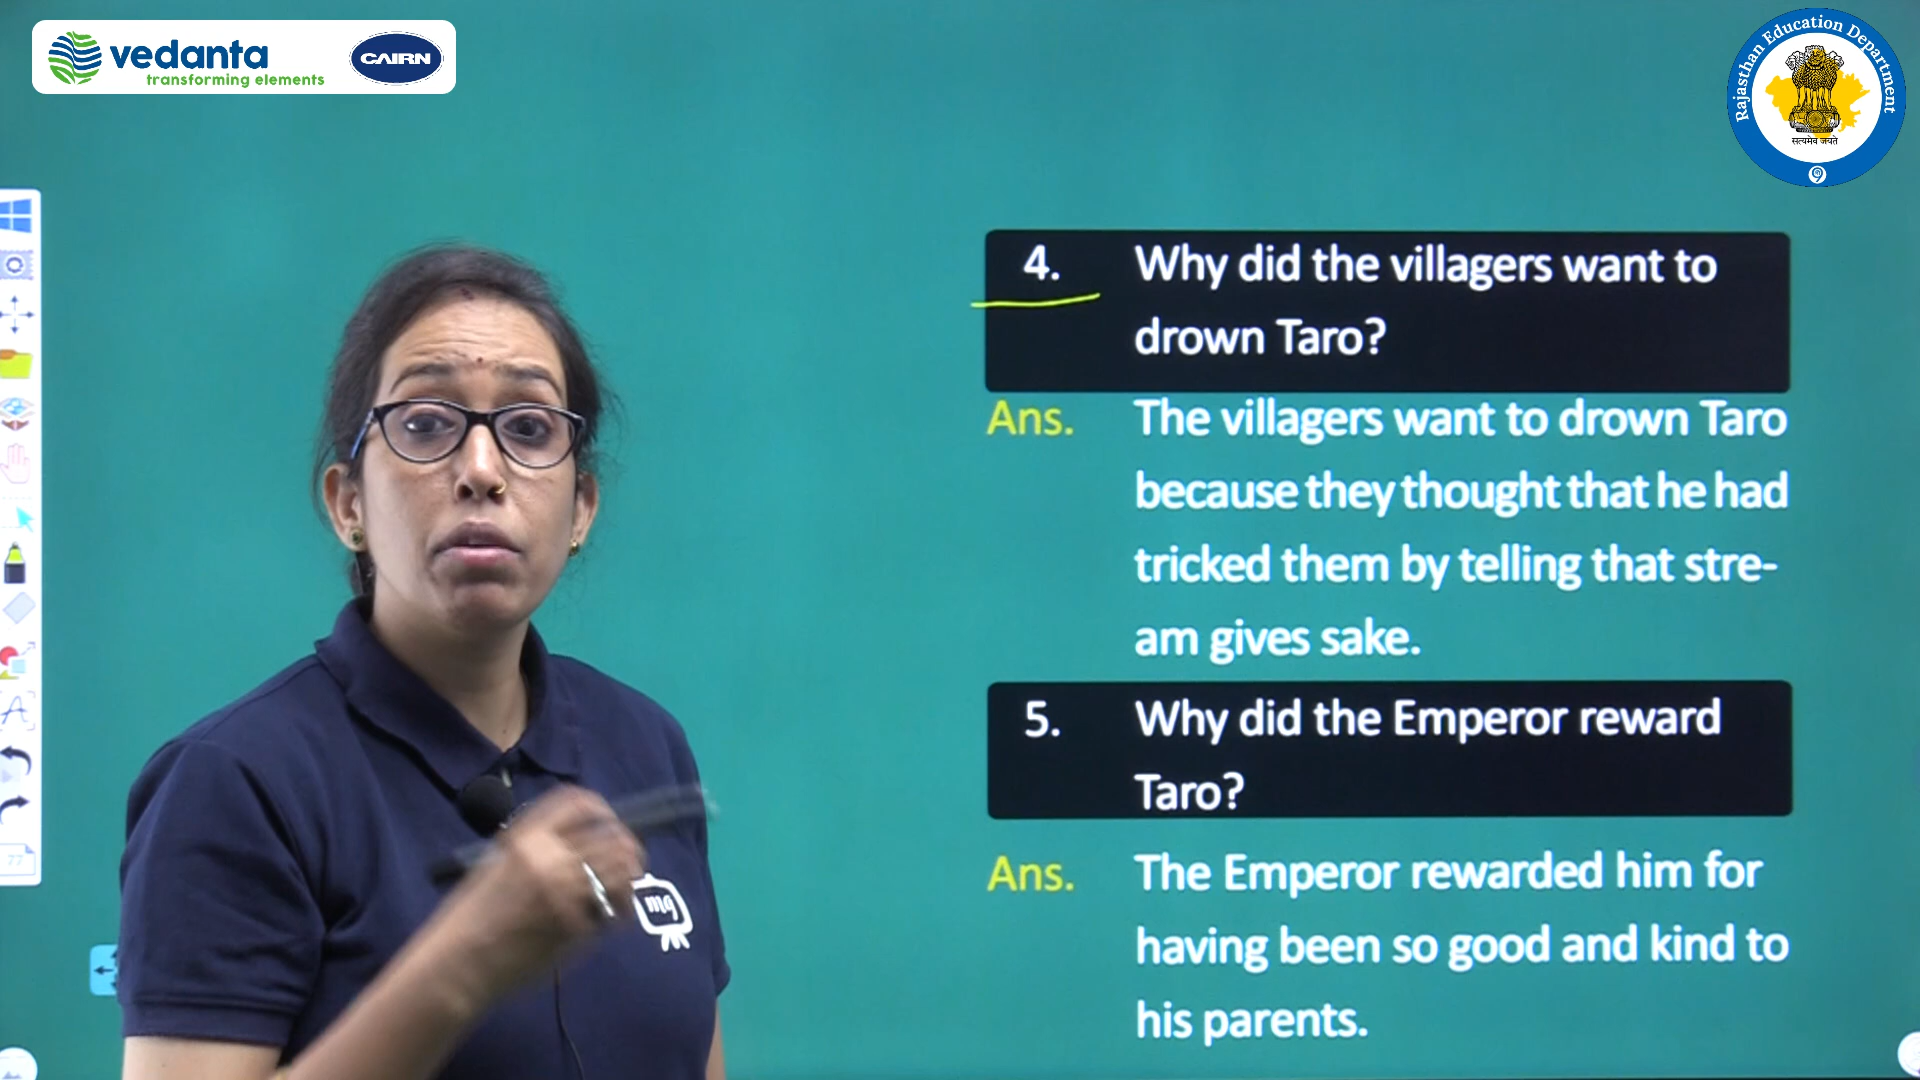 vedanta
transforming elements
CAIRN
Rajasthan Education Department
सत्यमेव जयते
4. Why did the villagers want to
drown Taro?
Ans. The villagers want to drown Taro
because they thought that he had
tricked them by telling that stre-
am gives sake.
5. Why did the Emperor reward
Taro?
Ans. The Emperor rewarded him for
having been so good and kind to
his parents.
mg
77